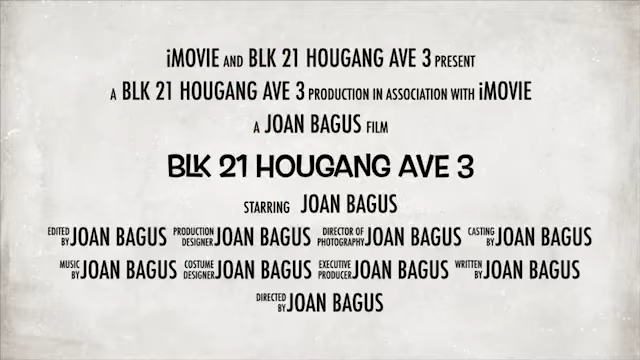 iMOVIE AND BLK 21 HOUGANG AVE 3 PRESENT
A BLK 21 HOUGANG AVE 3 PRODUCTION IN ASSOCIATION WITH iMOVIE
A JOAN BAGUS FILM
BLK 21 HOUGANG AVE 3
STARRING JOAN BAGUS
EDITED BY JOAN BAGUS PRODUCTION DESIGNER JOAN BAGUS DIRECTOR OF PHOTOGRAPHY JOAN BAGUS CASTING BY JOAN BAGUS
MUSIC BY JOAN BAGUS COSTUME DESIGNER JOAN BAGUS EXECUTIVE PRODUCER JOAN BAGUS WRITTEN BY JOAN BAGUS
DIRECTED BY JOAN BAGUS